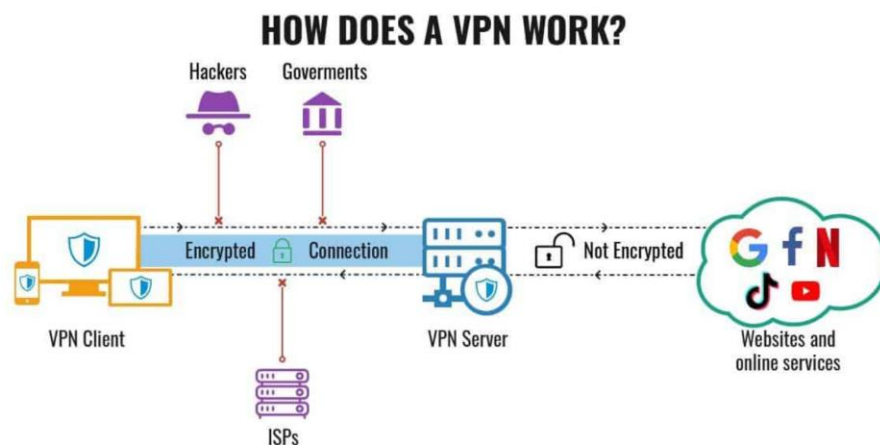 HOW DOES A VPN WORK?
Hackers
Goverments
Encrypted
Connection
Not Encrypted
G f N
VPN Client
VPN Server
Websites and
online services
ISPs